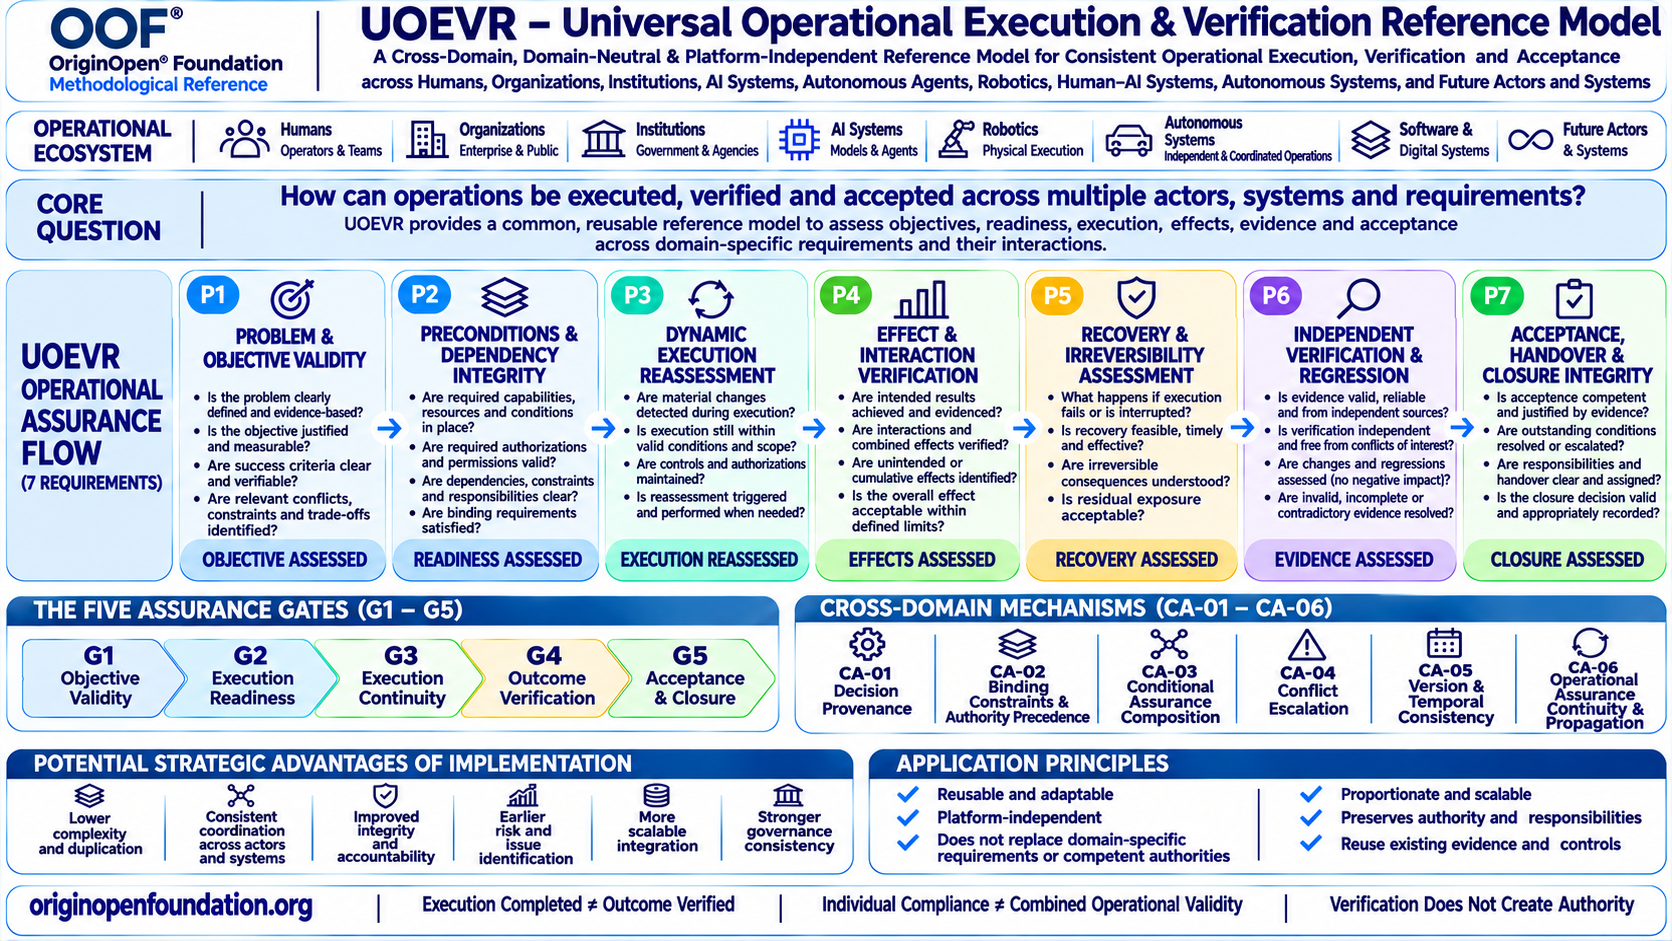 OOF®
OriginOpen® Foundation
Methodological Reference
UOEVR – Universal Operational Execution & Verification Reference Model
A Cross-Domain, Domain-Neutral & Platform-Independent Reference Model for Consistent Operational Execution, Verification and Acceptance
across Humans, Organizations, Institutions, AI Systems, Autonomous Agents, Robotics, Human–AI Systems, Autonomous Systems, and Future Actors and Systems
OPERATIONAL
ECOSYSTEM
Humans
Operators & Teams
Organizations
Enterprise & Public
Institutions
Government & Agencies
AI Systems
Models & Agents
Robotics
Physical Execution
Autonomous
Systems
Independent & Coordinated Operations
Software &
Digital Systems
Future Actors
& Systems
CORE
QUESTION
How can operations be executed, verified and accepted across multiple actors, systems and requirements?
UOEVR provides a common, reusable reference model to assess objectives, readiness, execution, effects, evidence and acceptance
across domain-specific requirements and their interactions.
UOEVR
OPERATIONAL
ASSURANCE
FLOW
(7 REQUIREMENTS)
P1
PROBLEM &
OBJECTIVE VALIDITY
• Is the problem clearly
defined and evidence-based?
• Is the objective justified
and measurable?
• Are success criteria clear
and verifiable?
• Are relevant conflicts,
constraints and trade-offs
identified?
OBJECTIVE ASSESSED
P2
PRECONDITIONS &
DEPENDENCY
INTEGRITY
• Are required capabilities,
resources and conditions
in place?
• Are required authorizations
and permissions valid?
• Are dependencies, constraints
and responsibilities clear?
• Are binding requirements
satisfied?
READINESS ASSESSED
P3
DYNAMIC
EXECUTION
REASSESSMENT
• Are material changes
detected during execution?
• Is execution still within
valid conditions and scope?
• Are controls and authorizations
maintained?
• Is reassessment triggered
and performed when needed?
EXECUTION REASSESSED
P4
EFFECT &
INTERACTION
VERIFICATION
• Are intended results
achieved and evidenced?
• Are interactions and
combined effects verified?
• Are unintended or
cumulative effects identified?
• Is the overall effect
acceptable within
defined limits?
EFFECTS ASSESSED
P5
RECOVERY &
IRREVERSIBILITY
ASSESSMENT
• What happens if execution
fails or is interrupted?
• Is recovery feasible, timely
and effective?
• Are irreversible
consequences understood?
• Is residual exposure
acceptable?
RECOVERY ASSESSED
P6
INDEPENDENT
VERIFICATION &
REGRESSION
• Is evidence valid, reliable
and from independent sources?
• Is verification independent
and free from conflicts of interest?
• Are changes and regressions
assessed (no negative impact)?
• Are invalid, incomplete or
contradictory evidence resolved?
EVIDENCE ASSESSED
P7
ACCEPTANCE,
HANDOVER &
CLOSURE INTEGRITY
• Is acceptence competent
and justified by evidence?
• Are outstanding conditions
resolved or escalated?
• Are responsibilities and
handover clear and assigned?
• Is the closure decision valid
and appropriately recorded?
CLOSURE ASSESSED
THE FIVE ASSURANCE GATES (G1 – G5)
G1
Objective
Validity
G2
Execution
Readiness
G3
Execution
Continuity
G4
Outcome
Verification
G5
Acceptance
& Closure
CROSS-DOMAIN MECHANISMS (CA-01 – CA-06)
CA-01
Decision
Provenance
CA-02
Binding
Constraints &
Authority Precedence
CA-03
Conditional
Assurance
Composition
CA-04
Conflict
Escalation
CA-05
Version &
Temporal
Consistency
CA-06
Operational
Assurance
Continuity &
Propagation
POTENTIAL STRATEGIC ADVANTAGES OF IMPLEMENTATION
Lower
complexity
and duplication
Consistent
coordination
across actors
and systems
Improved
integrity
and
accountability
Earlier
risk and
issue
identification
More
scalable
integration
Stronger
governance
consistency
APPLICATION PRINCIPLES
Reusable and adaptable
Platform-independent
Does not replace domain-specific
requirements or competent authorities
Proportionate and scalable
Preserves authority and responsibilities
Reuse existing evidence and controls
originopenfoundation.org
Execution Completed ≠ Outcome Verified
Individual Compliance ≠ Combined Operational Validity
Verification Does Not Create Authority